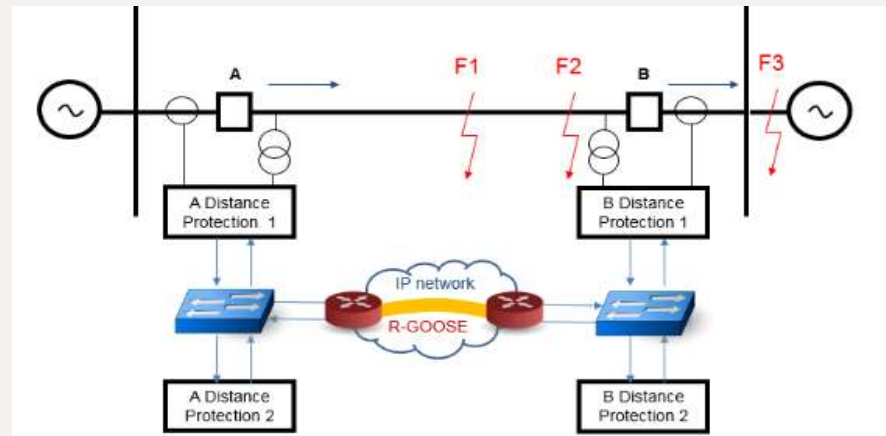 F1
F2
F3
A
B
A Distance
Protection 1
B Distance
Protection 1
IP network
R-GOOSE
A Distance
Protection 2
B Distance
Protection 2